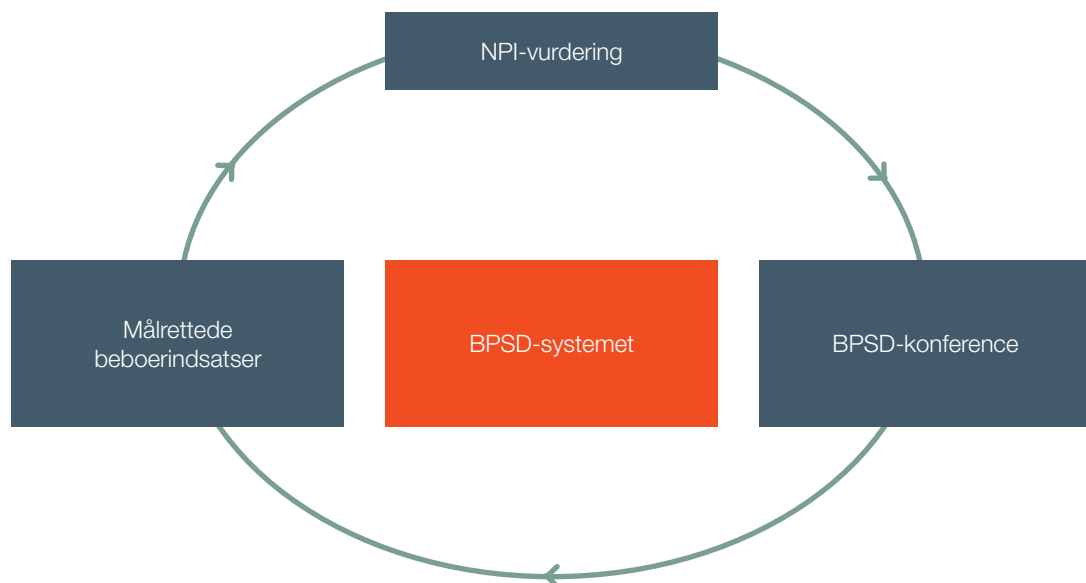 NPI-vurdering
Målrettede
beboerindsatser
BPSD-systemet
BPSD-konference